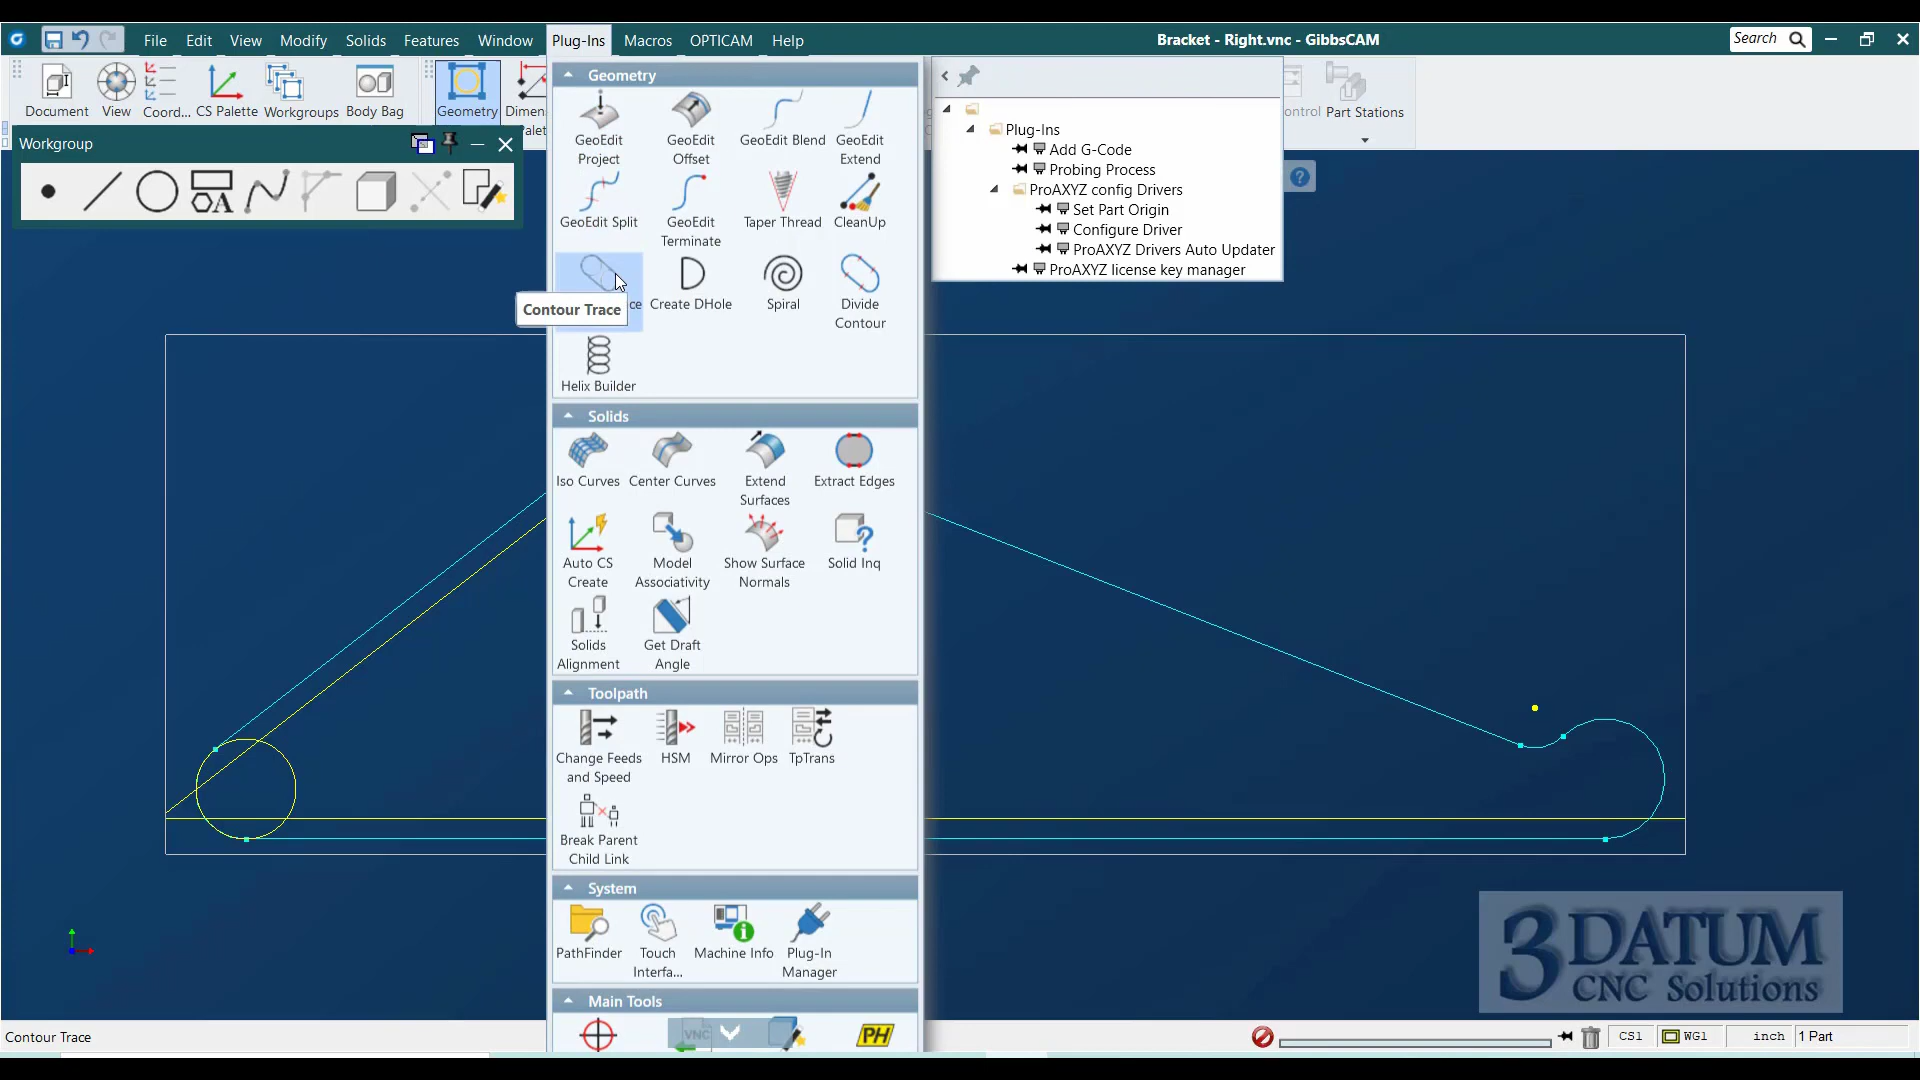 File Edit View Modify Solids Features Window Plug-Ins Macros OPTICAM Help
Bracket - Right.vnc - GibbsCAM
Search
Document View Coord... CS Palette Workgroups Body Bag Geometry
Part Stations
Workgroup
A
Geometry
GeoEdit Project
GeoEdit Offset
GeoEdit Blend
GeoEdit Extend
GeoEdit Split
GeoEdit Terminate
Taper Thread
CleanUp
Contour Trace
Create DHole
Spiral
Divide Contour
Helix Builder
Solids
Iso Curves
Center Curves
Extend Surfaces
Extract Edges
Auto CS Create
Model Associativity
Show Surface Normals
Solid Inq
Solids Alignment
Get Draft Angle
Toolpath
Change Feeds and Speed
HSM
Mirror Ops
TpTrans
Break Parent Child Link
System
PathFinder
Touch Interfa...
Machine Info
Plug-In Manager
Main Tools
VNC
PH
Plug-Ins
Add G-Code
Probing Process
ProAXYZ config Drivers
Set Part Origin
Configure Driver
ProAXYZ Drivers Auto Updater
ProAXYZ license key manager
3 DATUM
CNC Solutions
Contour Trace
CS1 WG1 inch 1 Part